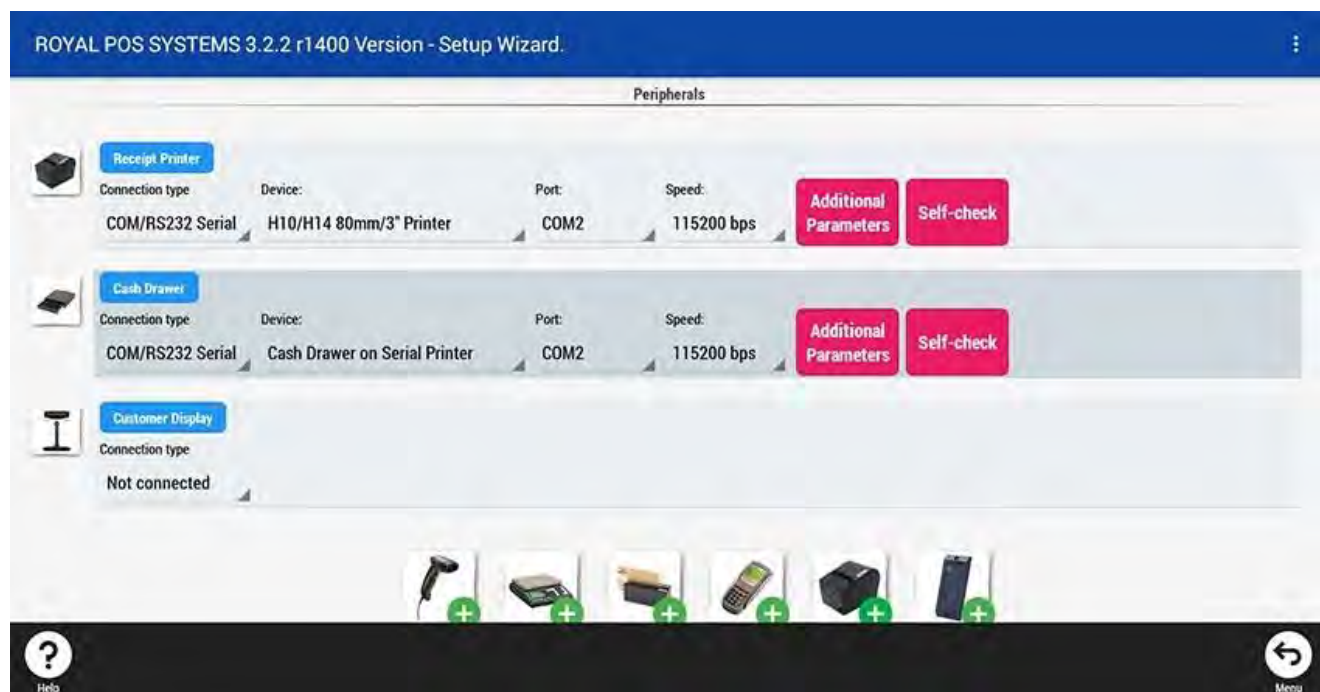 ROYAL POS SYSTEMS 3.2.2 r1400 Version - Setup Wizard.
Peripherals
Receipt Printer
Connection type Device: Port: Speed:
COM/RS232 Serial H10/H14 80mm/3" Printer COM2 115200 bps Additional Parameters Self-check
Cash Drawer
Connection type Device: Port: Speed:
COM/RS232 Serial Cash Drawer on Serial Printer COM2 115200 bps Additional Parameters Self-check
Customer Display
Connection type
Not connected
?
Help Menu